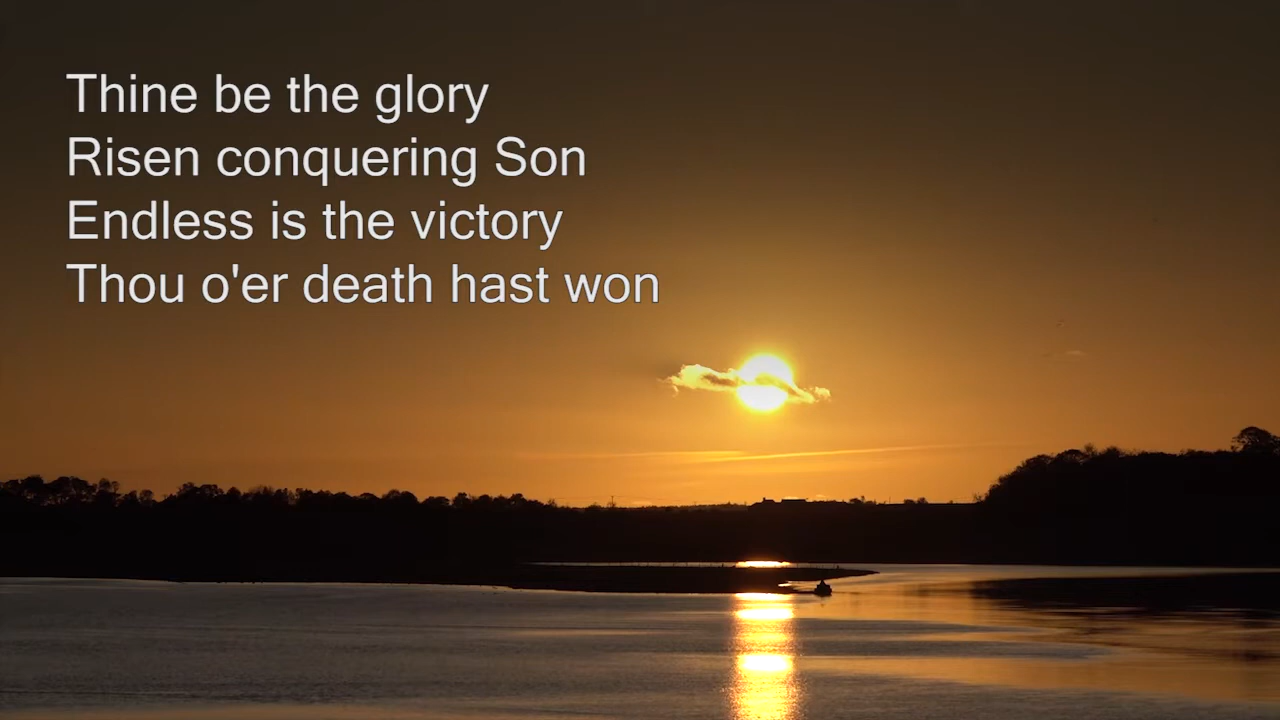 Thine be the glory
Risen conquering Son
Endless is the victory
Thou o'er death hast won